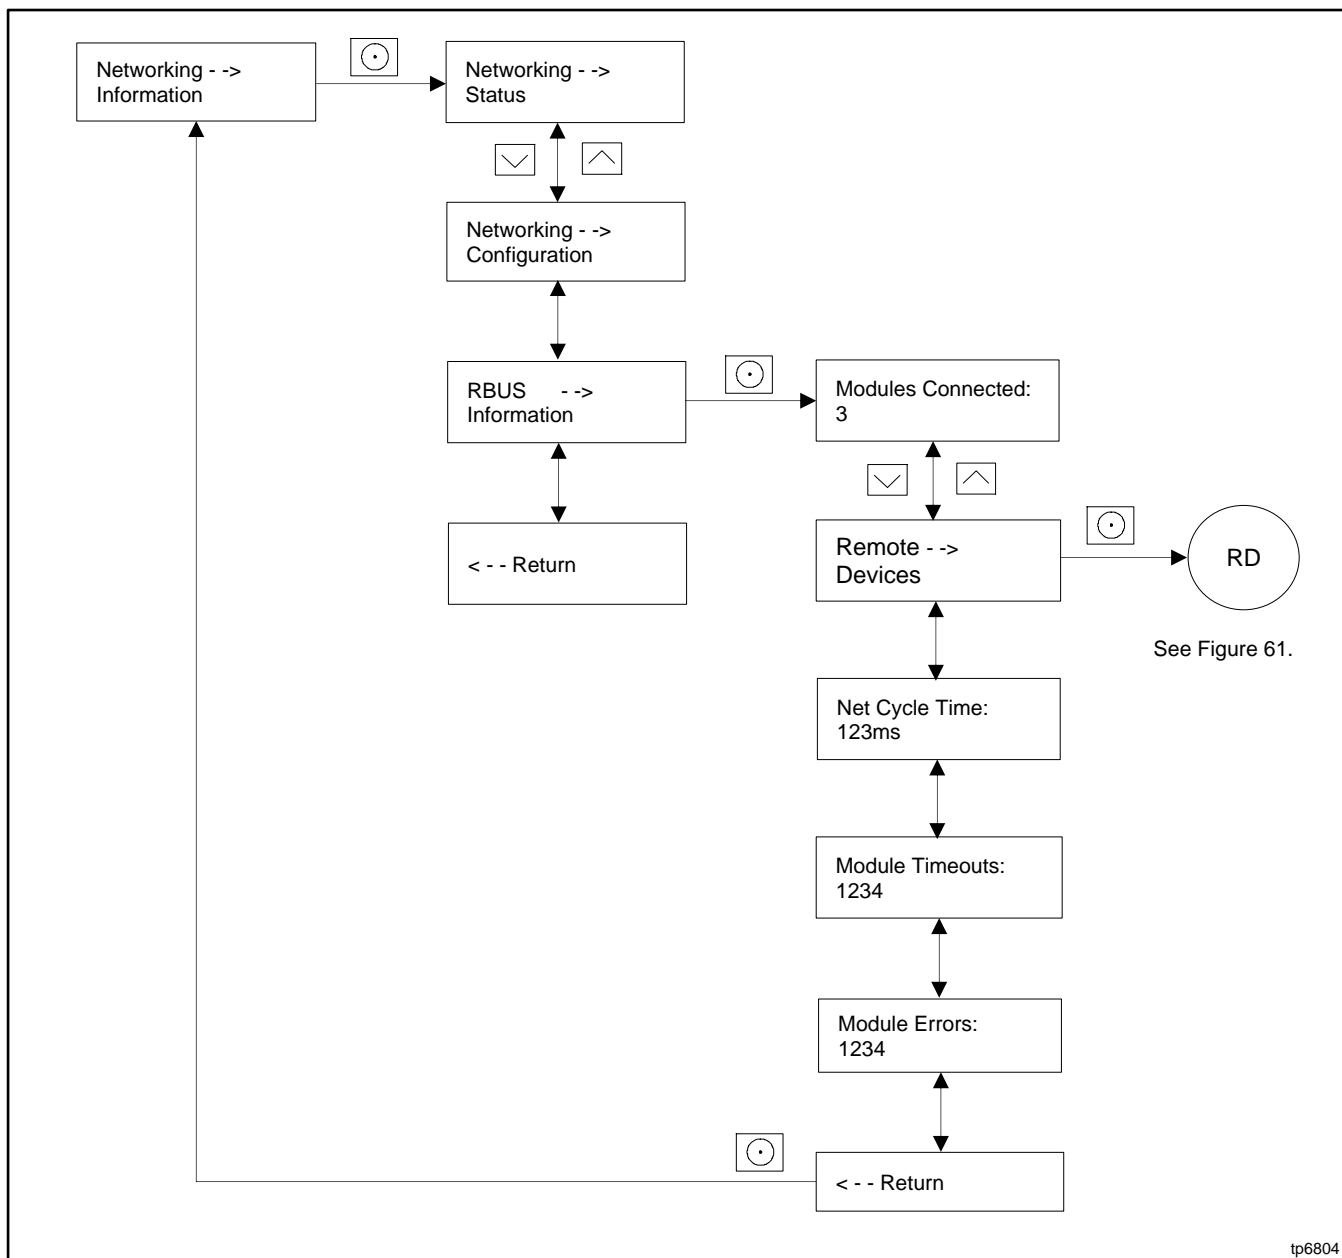 Networking - ->
Information
Networking - ->
Status
Networking - ->
Configuration
RBUS - ->
Information
< - - Return
Modules Connected:
3
Remote - ->
Devices
RD
See Figure 61.
Net Cycle Time:
123ms
Module Timeouts:
1234
Module Errors:
1234
< - - Return
tp6804